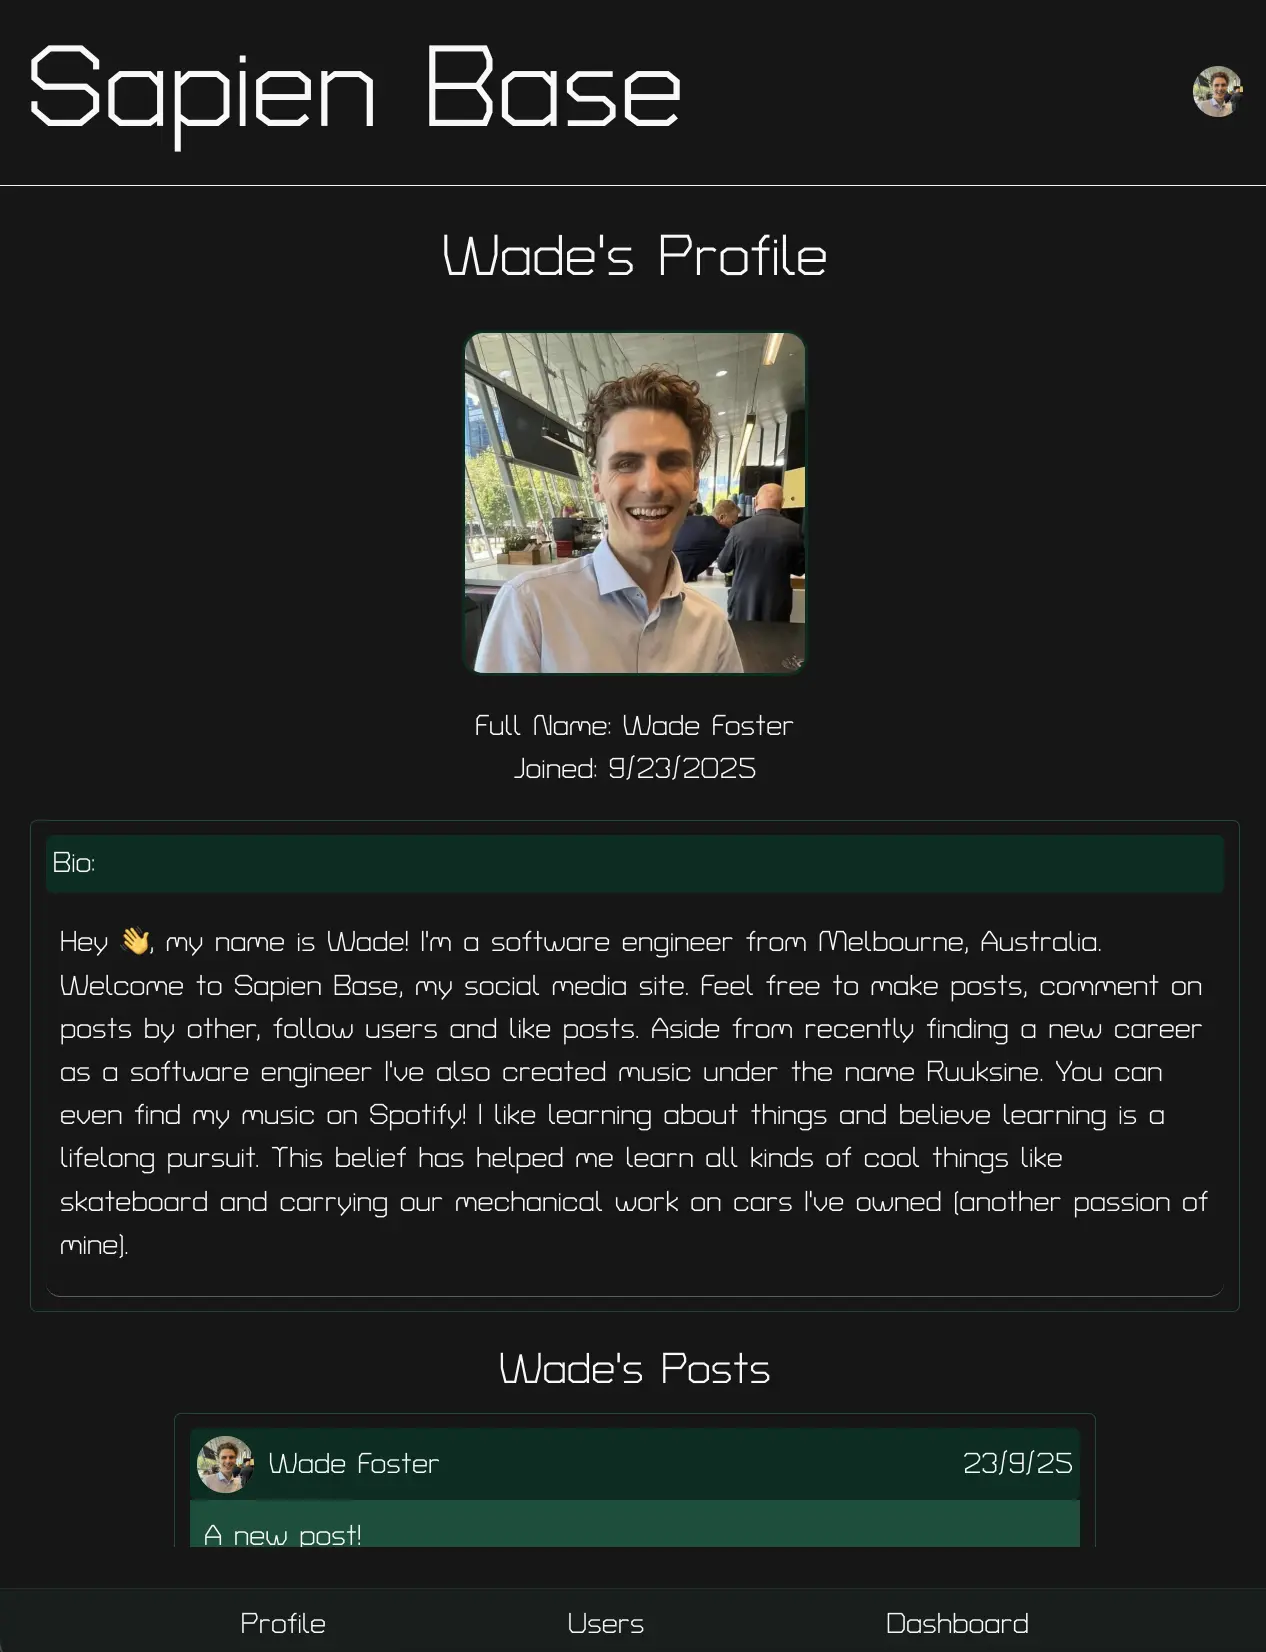 Sapien Base
Wade's Profile
Full Name: Wade Foster
Joined: 9/23/2025
Bio:
Hey 👋, my name is Wade! I'm a software engineer from Melbourne, Australia.
Welcome to Sapien Base, my social media site. Feel free to make posts, comment on
posts by other, follow users and like posts. Aside from recently finding a new career
as a software engineer I've also created music under the name Ruuksine. You can
even find my music on Spotify! I like learning about things and believe learning is a
lifelong pursuit. This belief has helped me learn all kinds of cool things like
skateboard and carrying our mechanical work on cars I've owned (another passion of
mine).
Wade's Posts
Wade Foster 23/9/25
A new post!
Profile Users Dashboard